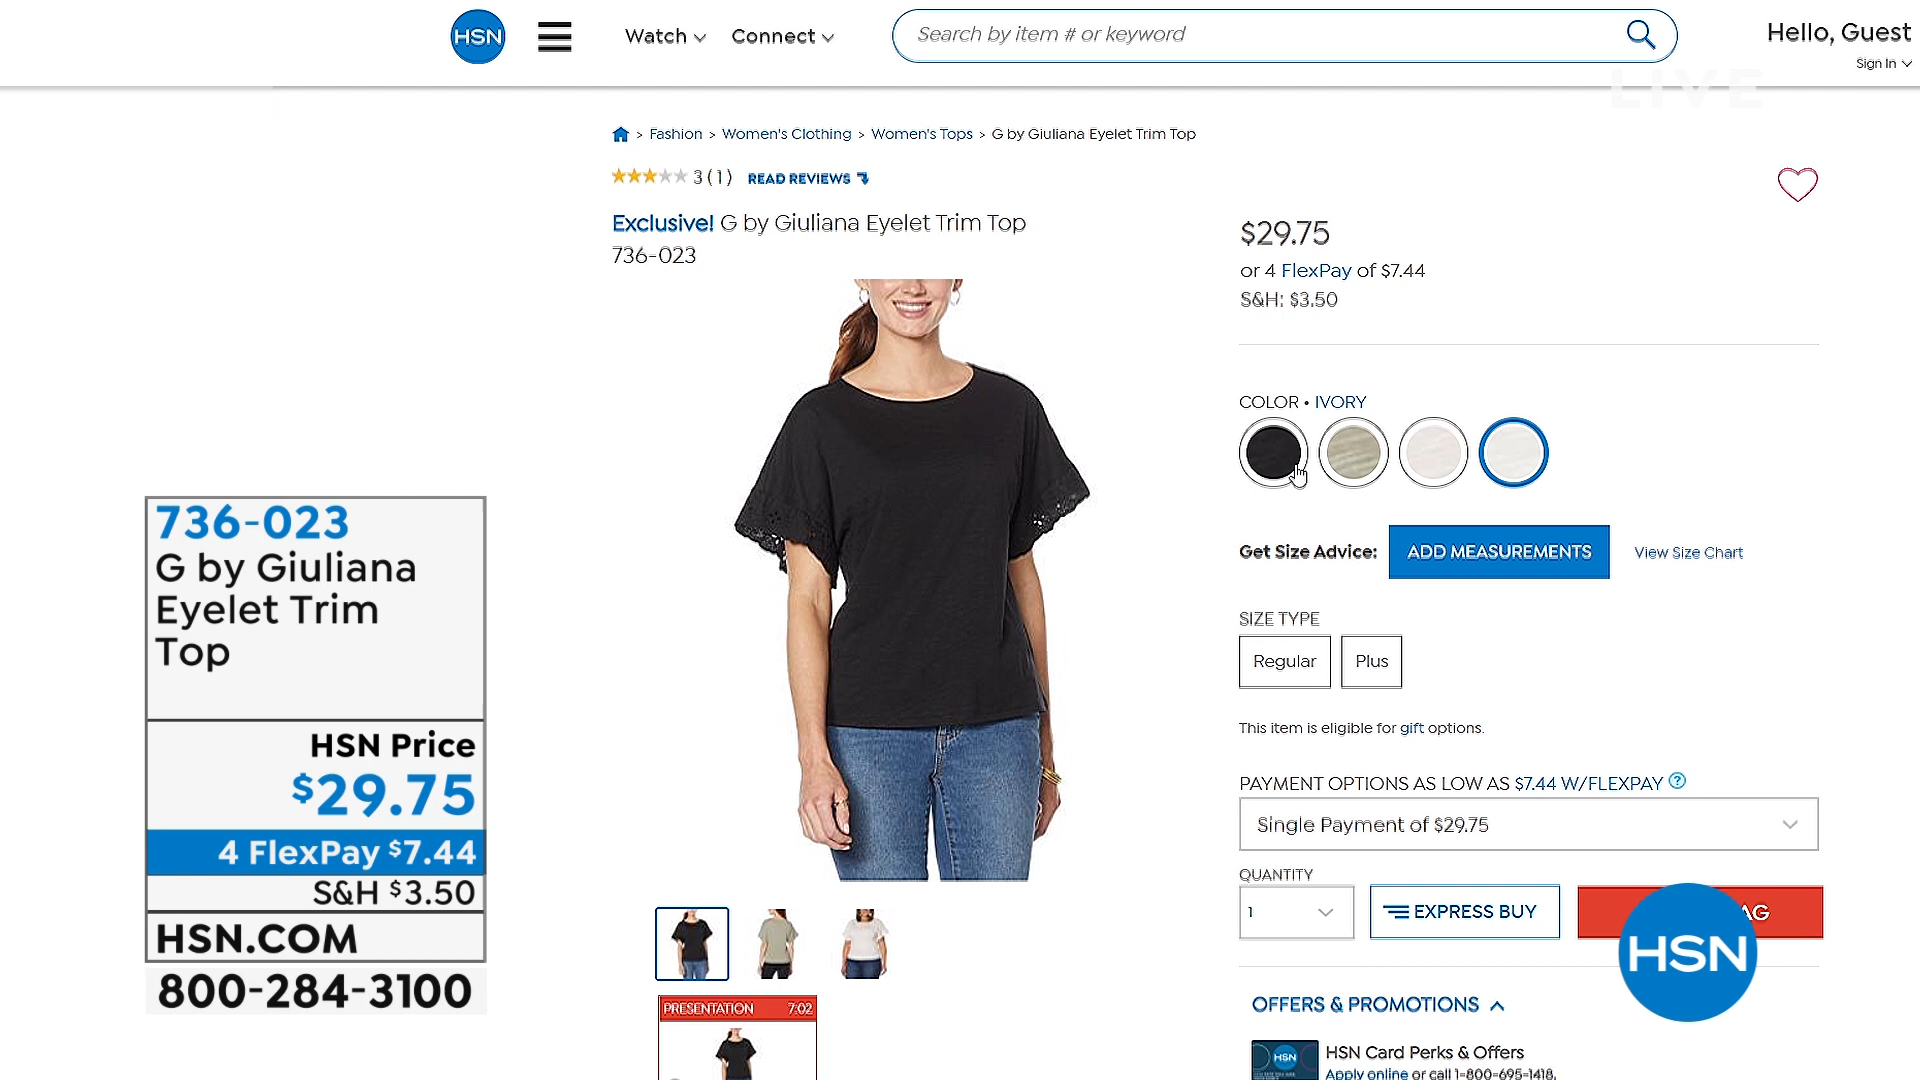 HSN
Watch
Connect
Search by item # or keyword
Hello, Guest
Sign In
LIVE
> Fashion > Women's Clothing > Women's Tops > G by Giuliana Eyelet Trim Top
3 (1) READ REVIEWS
Exclusive! G by Giuliana Eyelet Trim Top
736-023
$29.75
or 4 FlexPay of $7.44
S&H: $3.50
COLOR • IVORY
Get Size Advice: ADD MEASUREMENTS View Size Chart
SIZE TYPE
Regular Plus
This item is eligible for gift options.
PAYMENT OPTIONS AS LOW AS $7.44 W/FLEXPAY ?
Single Payment of $29.75
QUANTITY
1
EXPRESS BUY
AG
HSN
OFFERS & PROMOTIONS
HSN
HSN Card Perks & Offers
Apply online or call 1-800-695-1418.
PRESENTATION 7:02
736-023
G by Giuliana
Eyelet Trim
Top
HSN Price
$29.75
4 FlexPay $7.44
S&H $3.50
HSN.COM
800-284-3100